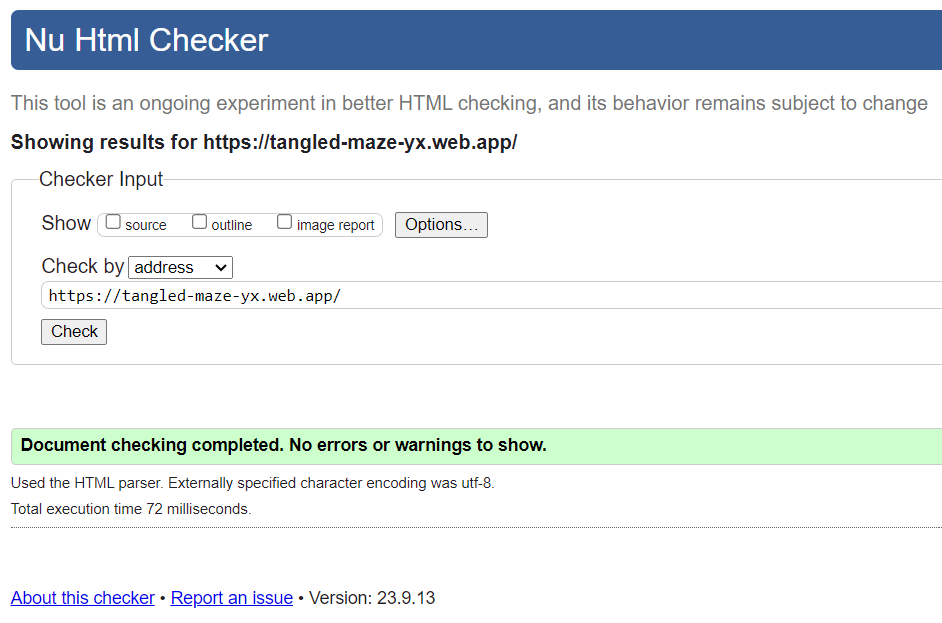 Nu Html Checker
This tool is an ongoing experiment in better HTML checking, and its behavior remains subject to change
Showing results for https://tangled-maze-yx.web.app/
Checker Input
Show source outline image report Options...
Check by address
https://tangled-maze-yx.web.app/
Check
Document checking completed. No errors or warnings to show.
Used the HTML parser. Externally specified character encoding was utf-8.
Total execution time 72 milliseconds.
About this checker • Report an issue • Version: 23.9.13